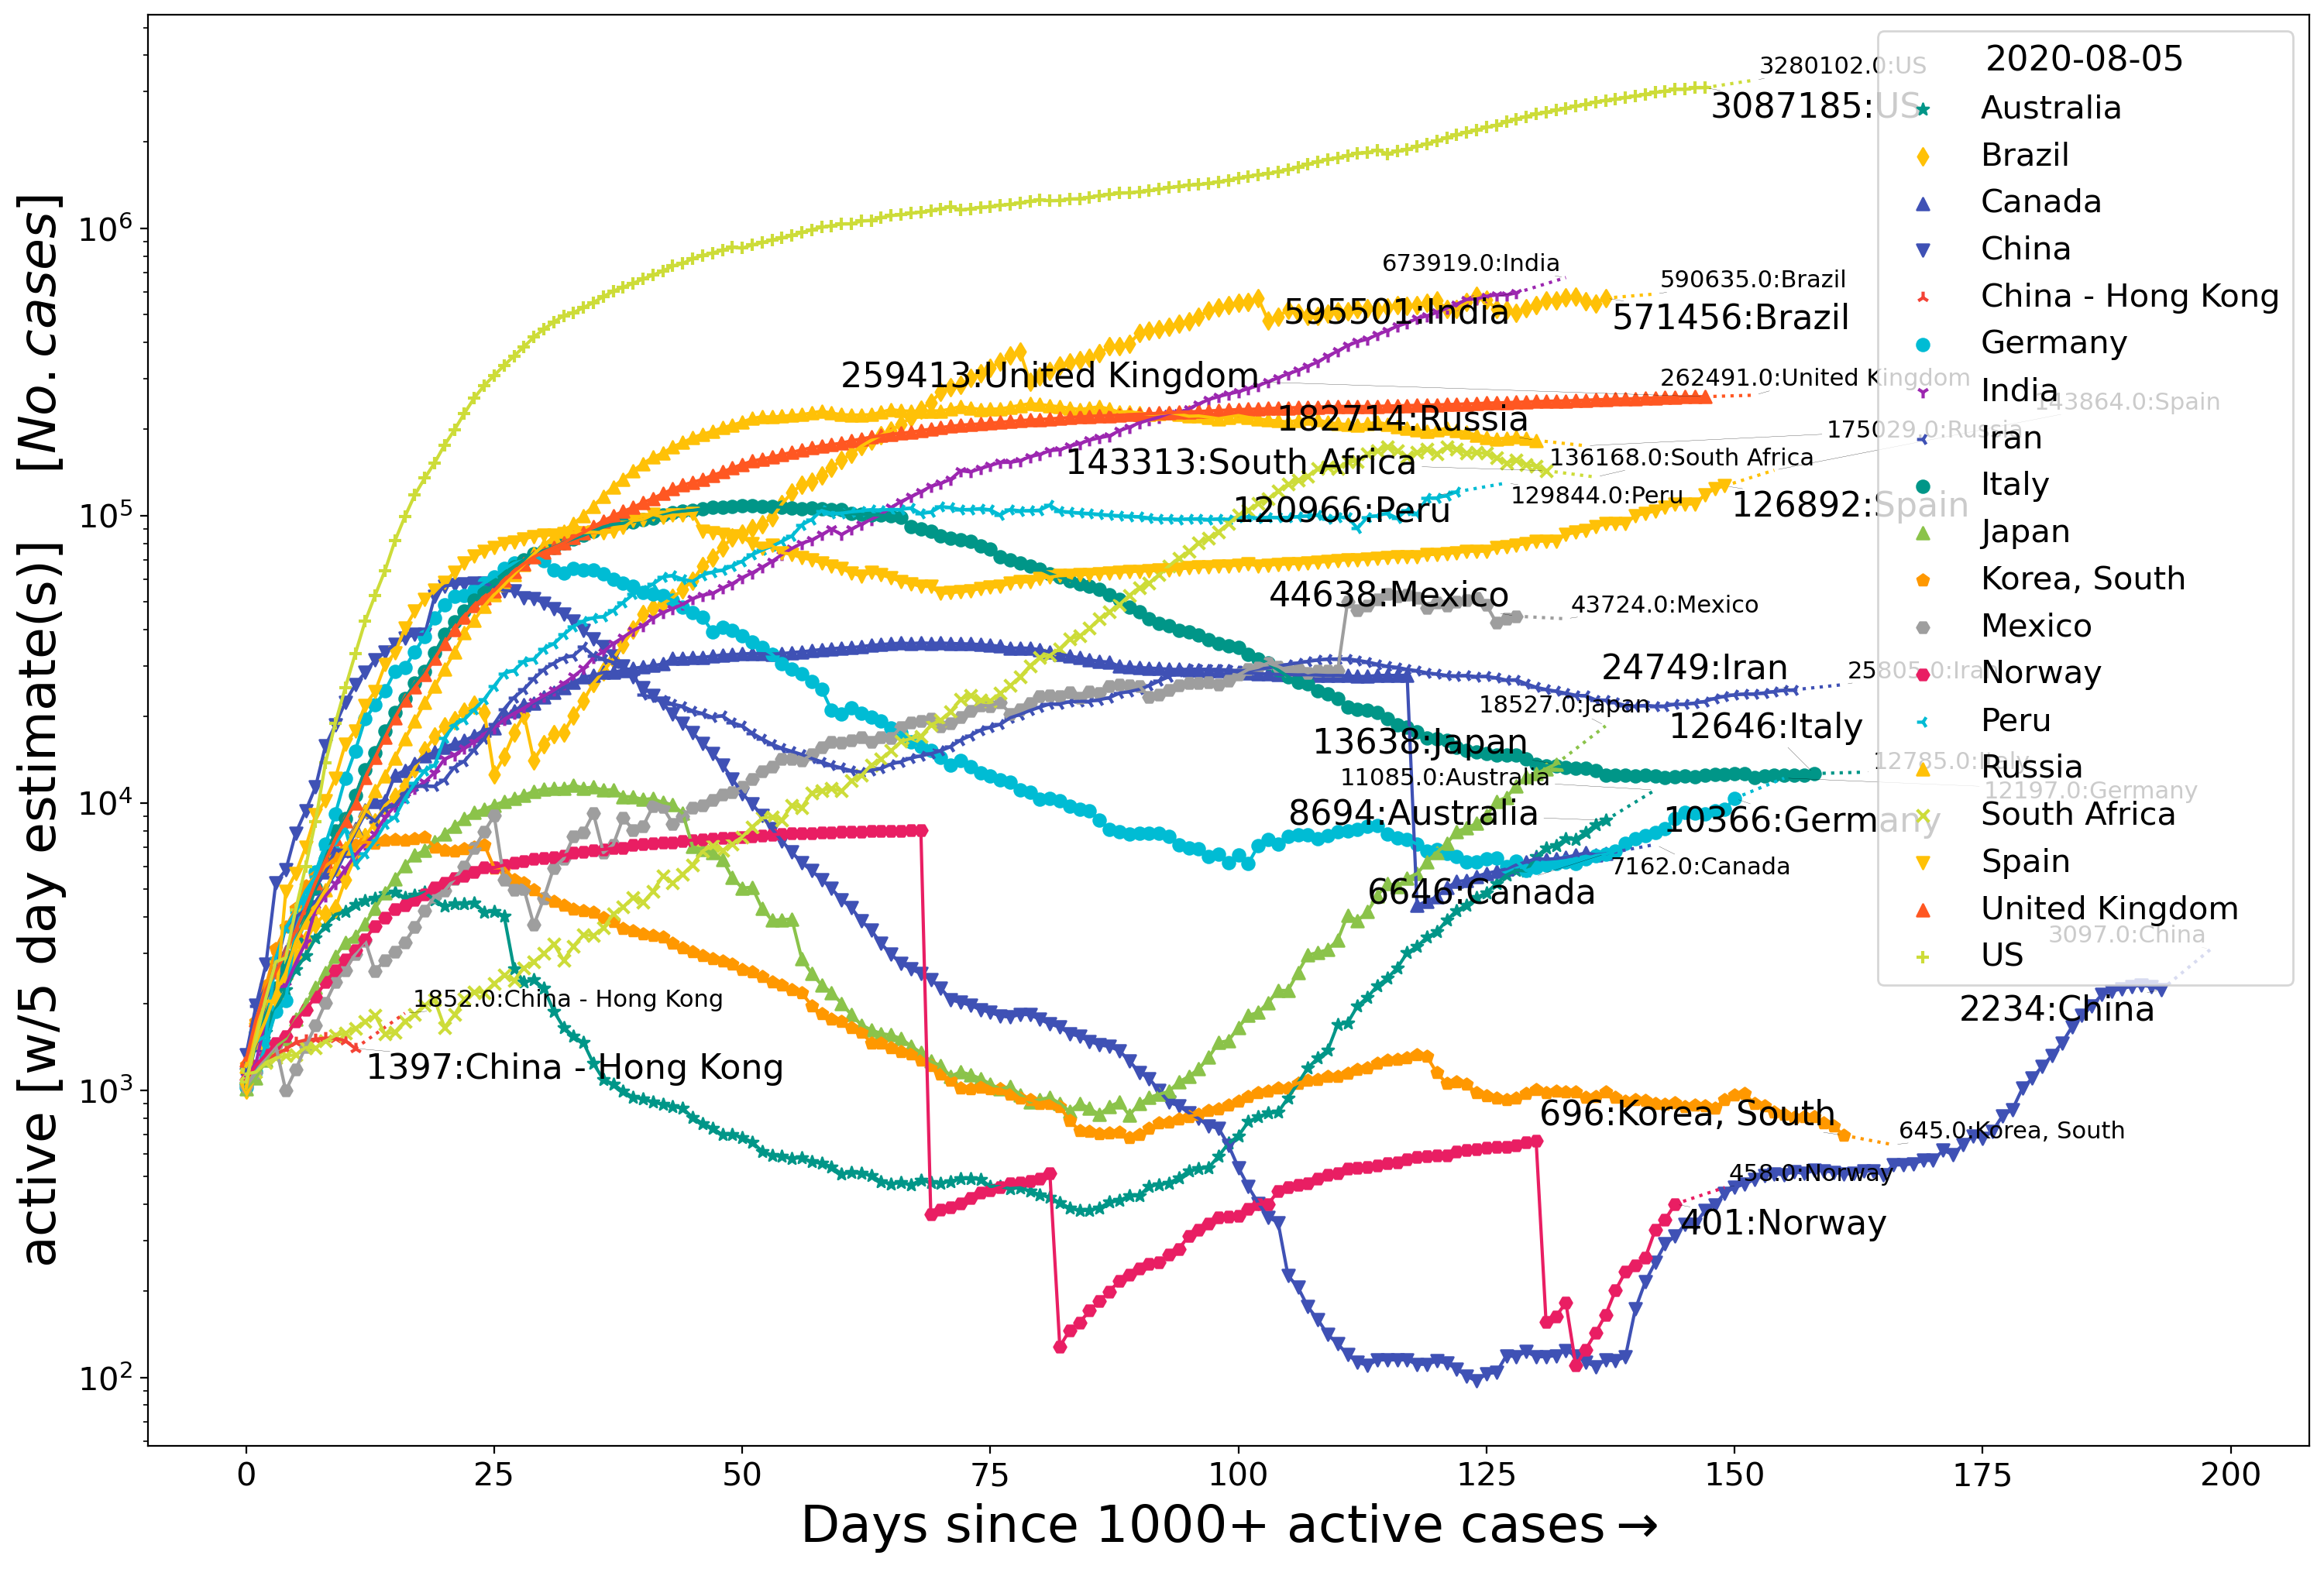 active [w/5 day estimate(s)]   [No. cases]
10⁶
10⁵
10⁴
10³
10²
3280102.0:US
3087185:US
673919.0:India
590635.0:Brazil
595501:India
571456:Brazil
259413:United Kingdom
262491.0:United Kingdom
143864.0:Spain
182714:Russia
175029.0:Russia
143313:South Africa
136168.0:South Africa
129844.0:Peru
120966:Peru
126892:Spain
44638:Mexico
43724.0:Mexico
24749:Iran
25805.0:Iran
18527.0:Japan
12646:Italy
13638:Japan
12785.0:Italy
11085.0:Australia
12197.0:Germany
8694:Australia
10366:Germany
7162.0:Canada
6646:Canada
3097.0:China
1852.0:China - Hong Kong
2234:China
1397:China - Hong Kong
696:Korea, South
645.0:Korea, South
458.0:Norway
401:Norway
2020-08-05
Australia
Brazil
Canada
China
China - Hong Kong
Germany
India
Iran
Italy
Japan
Korea, South
Mexico
Norway
Peru
Russia
South Africa
Spain
United Kingdom
US
0 25 50 75 100 125 150 175 200
Days since 1000+ active cases→